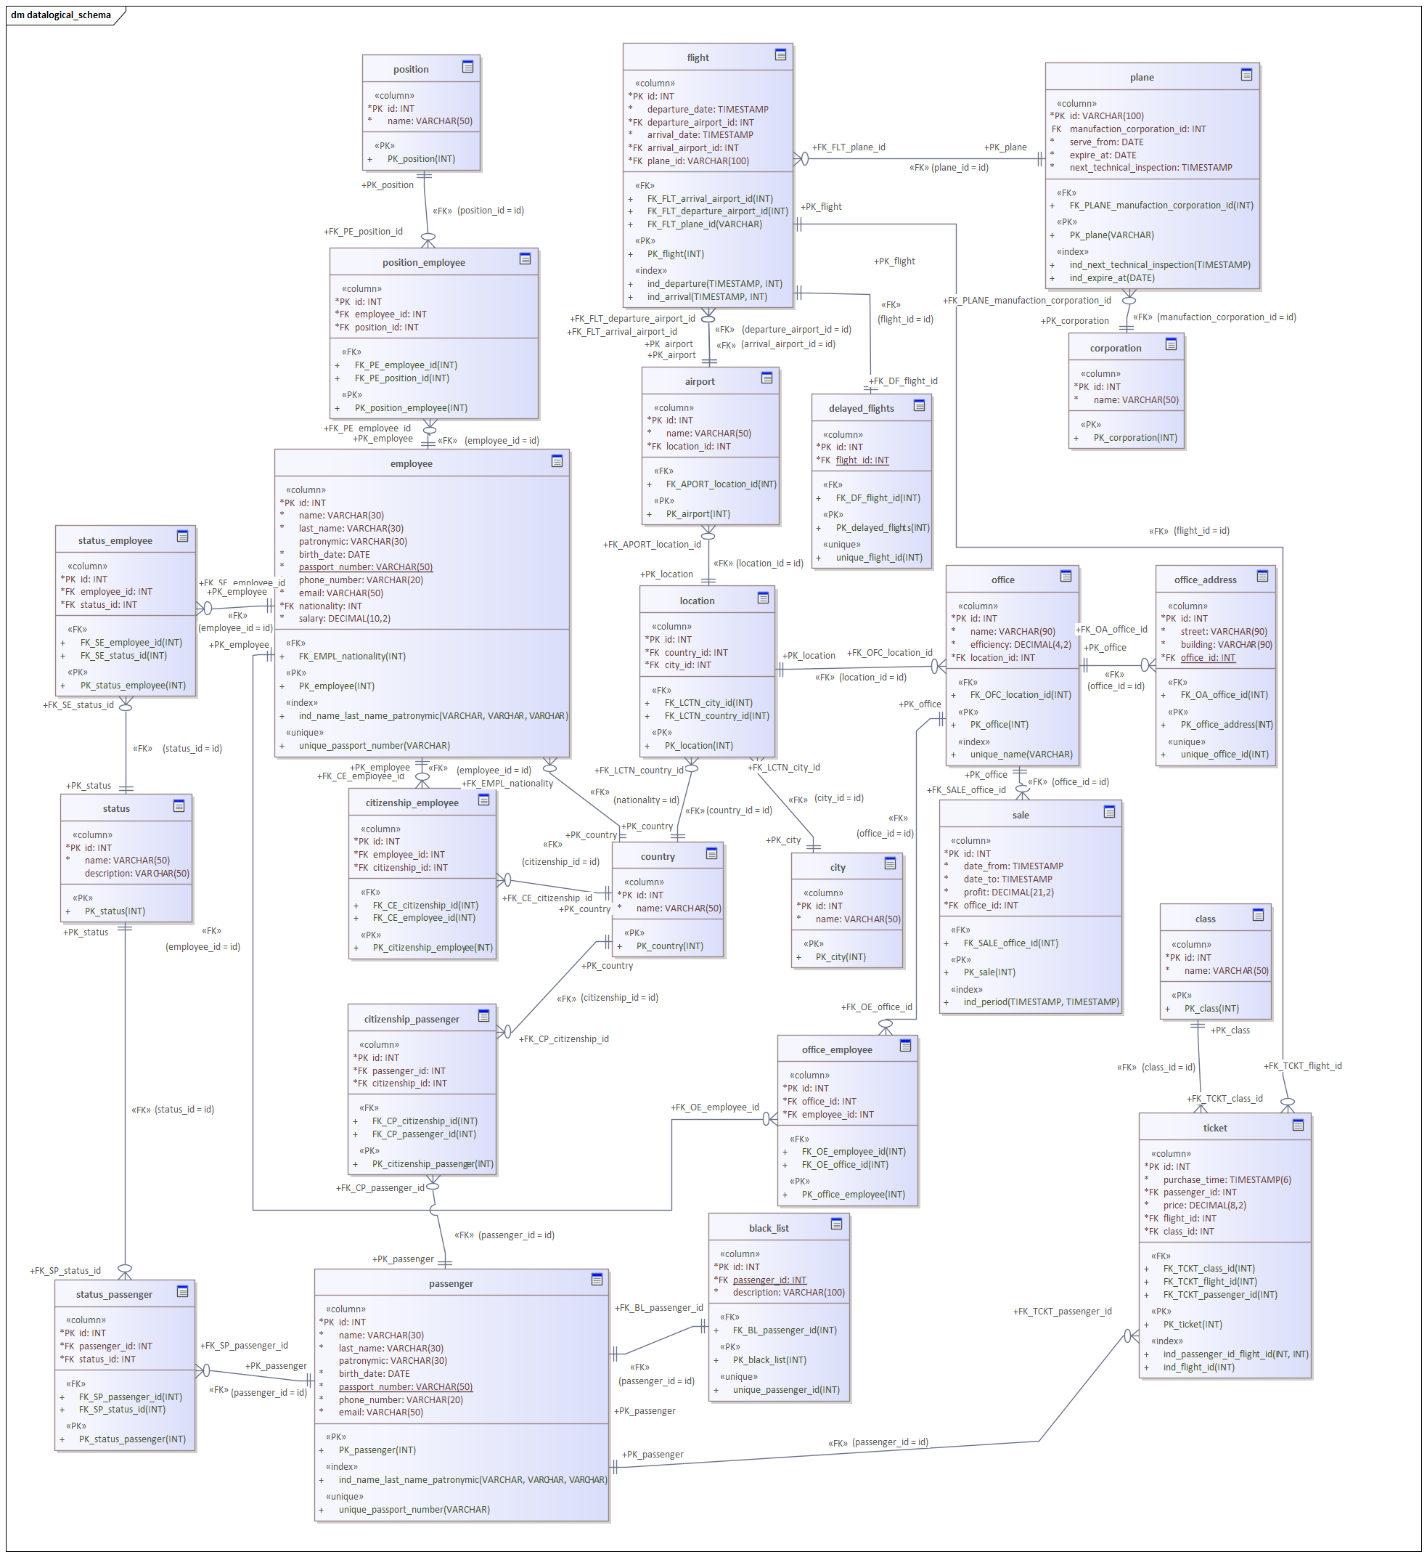 dm datalogical_schema
position
«column»
*PK id: INT
* name: VARCHAR(50)
«PK»
+ PK_position(INT)
+PK_position
«FK» (position_id = id)
+FK_PE_position_id
position_employee
«column»
*PK id: INT
*FK employee_id: INT
*FK position_id: INT
«FK»
+ FK_PE_employee_id(INT)
+ FK_PE_position_id(INT)
«PK»
+ PK_position_employee(INT)
+FK_PE_employee_id
+PK_employee
«FK» (employee_id = id)
flight
«column»
*PK id: INT
* departure_date: TIMESTAMP
*FK departure_airport_id: INT
* arrival_date: TIMESTAMP
*FK arrival_airport_id: INT
*FK plane_id: VARCHAR(100)
«FK»
+ FK_FLT_arrival_airport_id(INT)
+ FK_FLT_departure_airport_id(INT)
+ FK_FLT_plane_id(VARCHAR)
«PK»
+ PK_flight(INT)
«index»
+ ind_departure(TIMESTAMP, INT)
+ ind_arrival(TIMESTAMP, INT)
+FK_FLT_plane_id
+PK_plane
«FK» (plane_id = id)
+PK_flight
+PK_flight
«FK»
(flight_id = id)
+FK_DF_flight_id
plane
«column»
*PK id: VARCHAR(100)
FK manufaction_corporation_id: INT
* serve_from: DATE
* expire_at: DATE
* next_technical_inspection: TIMESTAMP
«FK»
+ FK_PLANE_manufaction_corporation_id(INT)
«PK»
+ PK_plane(VARCHAR)
«index»
+ ind_next_technical_inspection(TIMESTAMP)
+ ind_expire_at(DATE)
+FK_PLANE_manufaction_corporation_id
+PK_corporation
«FK» (manufaction_corporation_id = id)
corporation
«column»
*PK id: INT
* name: VARCHAR(50)
«PK»
+ PK_corporation(INT)
+FK_FLT_departure_airport_id
+FK_FLT_arrival_airport_id
«FK» (departure_airport_id = id)
+PK_airport
«FK» (arrival_airport_id = id)
+PK_airport
airport
«column»
*PK id: INT
* name: VARCHAR(50)
*FK location_id: INT
«FK»
+ FK_APORT_location_id(INT)
«PK»
+ PK_airport(INT)
+FK_APORT_location_id
«FK» (location_id = id)
+PK_location
delayed_flights
«column»
*PK id: INT
*FK flight_id: INT
«FK»
+ FK_DF_flight_id(INT)
«PK»
+ PK_delayed_flights(INT)
«unique»
+ unique_flight_id(INT)
«FK» (flight_id = id)
employee
«column»
*PK id: INT
* name: VARCHAR(30)
* last_name: VARCHAR(30)
patronymic: VARCHAR(30)
* birth_date: DATE
* passport_number: VARCHAR(50)
phone_number: VARCHAR(20)
* email: VARCHAR(50)
*FK nationality: INT
* salary: DECIMAL(10,2)
«FK»
+ FK_EMPL_nationality(INT)
«PK»
+ PK_employee(INT)
«index»
+ ind_name_last_name_patronymic(VARCHAR, VARCHAR, VARCHAR)
«unique»
+ unique_passport_number(VARCHAR)
status_employee
«column»
*PK id: INT
*FK employee_id: INT
*FK status_id: INT
«FK»
+ FK_SE_employee_id(INT)
+ FK_SE_status_id(INT)
«PK»
+ PK_status_employee(INT)
+FK_SE_employee_id
+PK_employee
«FK»
(employee_id = id)
+PK_employee
+FK_SE_status_id
«FK» (status_id = id)
+PK_status
status
«column»
*PK id: INT
* name: VARCHAR(50)
description: VARCHAR(50)
«PK»
+ PK_status(INT)
+PK_status
«FK»
(employee_id = id)
location
«column»
*PK id: INT
*FK country_id: INT
*FK city_id: INT
«FK»
+ FK_LCTN_city_id(INT)
+ FK_LCTN_country_id(INT)
«PK»
+ PK_location(INT)
+PK_location
+FK_OFC_location_id
«FK» (location_id = id)
office
«column»
*PK id: INT
* name: VARCHAR(90)
* efficiency: DECIMAL(4,2)
*FK location_id: INT
«FK»
+ FK_OFC_location_id(INT)
«PK»
+ PK_office(INT)
«index»
+ unique_name(VARCHAR)
+FK_OA_office_id
+PK_office
«FK»
(office_id = id)
office_address
«column»
*PK id: INT
* street: VARCHAR(90)
* building: VARCHAR(90)
*FK office_id: INT
«FK»
+ FK_OA_office_id(INT)
«PK»
+ PK_office_address(INT)
«unique»
+ unique_office_id(INT)
+PK_office
+PK_office
«FK» (office_id = id)
+FK_SALE_office_id
sale
«column»
*PK id: INT
* date_from: TIMESTAMP
* date_to: TIMESTAMP
* profit: DECIMAL(21,2)
*FK office_id: INT
«FK»
+ FK_SALE_office_id(INT)
«PK»
+ PK_sale(INT)
«index»
+ ind_period(TIMESTAMP, TIMESTAMP)
+PK_employee
«FK» (employee_id = id)
+FK_CE_employee_id
+FK_EMPL_nationality
«FK»
(nationality = id)
+PK_country
+FK_LCTN_country_id
«FK» (country_id = id)
+PK_country
+FK_LCTN_city_id
«FK» (city_id = id)
+PK_city
«FK»
(office_id = id)
citizenship_employee
«column»
*PK id: INT
*FK employee_id: INT
*FK citizenship_id: INT
«FK»
+ FK_CE_citizenship_id(INT)
+ FK_CE_employee_id(INT)
«PK»
+ PK_citizenship_employee(INT)
«FK»
(citizenship_id = id)
+FK_CE_citizenship_id
+PK_country
country
«column»
*PK id: INT
* name: VARCHAR(50)
«PK»
+ PK_country(INT)
+PK_country
«FK» (citizenship_id = id)
+FK_CP_citizenship_id
city
«column»
*PK id: INT
* name: VARCHAR(50)
«PK»
+ PK_city(INT)
class
«column»
*PK id: INT
* name: VARCHAR(50)
«PK»
+ PK_class(INT)
+PK_class
«FK» (class_id = id)
+FK_TCKT_flight_id
+FK_TCKT_class_id
citizenship_passenger
«column»
*PK id: INT
*FK passenger_id: INT
*FK citizenship_id: INT
«FK»
+ FK_CP_citizenship_id(INT)
+ FK_CP_passenger_id(INT)
«PK»
+ PK_citizenship_passenger(INT)
+FK_CP_passenger_id
«FK» (passenger_id = id)
+PK_passenger
+FK_OE_office_id
+FK_OE_employee_id
office_employee
«column»
*PK id: INT
*FK office_id: INT
*FK employee_id: INT
«FK»
+ FK_OE_employee_id(INT)
+ FK_OE_office_id(INT)
«PK»
+ PK_office_employee(INT)
ticket
«column»
*PK id: INT
* purchase_time: TIMESTAMP(6)
*FK passenger_id: INT
* price: DECIMAL(8,2)
*FK flight_id: INT
*FK class_id: INT
«FK»
+ FK_TCKT_class_id(INT)
+ FK_TCKT_flight_id(INT)
+ FK_TCKT_passenger_id(INT)
«PK»
+ PK_ticket(INT)
«index»
+ ind_passenger_id_flight_id(INT, INT)
+ ind_flight_id(INT)
«FK» (status_id = id)
+FK_SP_status_id
status_passenger
«column»
*PK id: INT
*FK passenger_id: INT
*FK status_id: INT
«FK»
+ FK_SP_passenger_id(INT)
+ FK_SP_status_id(INT)
«PK»
+ PK_status_passenger(INT)
+FK_SP_passenger_id
+PK_passenger
«FK» (passenger_id = id)
passenger
«column»
*PK id: INT
* name: VARCHAR(30)
* last_name: VARCHAR(30)
patronymic: VARCHAR(30)
* birth_date: DATE
* passport_number: VARCHAR(50)
* phone_number: VARCHAR(20)
* email: VARCHAR(50)
«PK»
+ PK_passenger(INT)
«index»
+ ind_name_last_name_patronymic(VARCHAR, VARCHAR, VARCHAR)
«unique»
+ unique_passport_number(VARCHAR)
black_list
«column»
*PK id: INT
*FK passenger_id: INT
* description: VARCHAR(100)
«FK»
+ FK_BL_passenger_id(INT)
«PK»
+ PK_black_list(INT)
«unique»
+ unique_passenger_id(INT)
+FK_BL_passenger_id
«FK»
(passenger_id = id)
+PK_passenger
+FK_TCKT_passenger_id
+PK_passenger
«FK» (passenger_id = id)